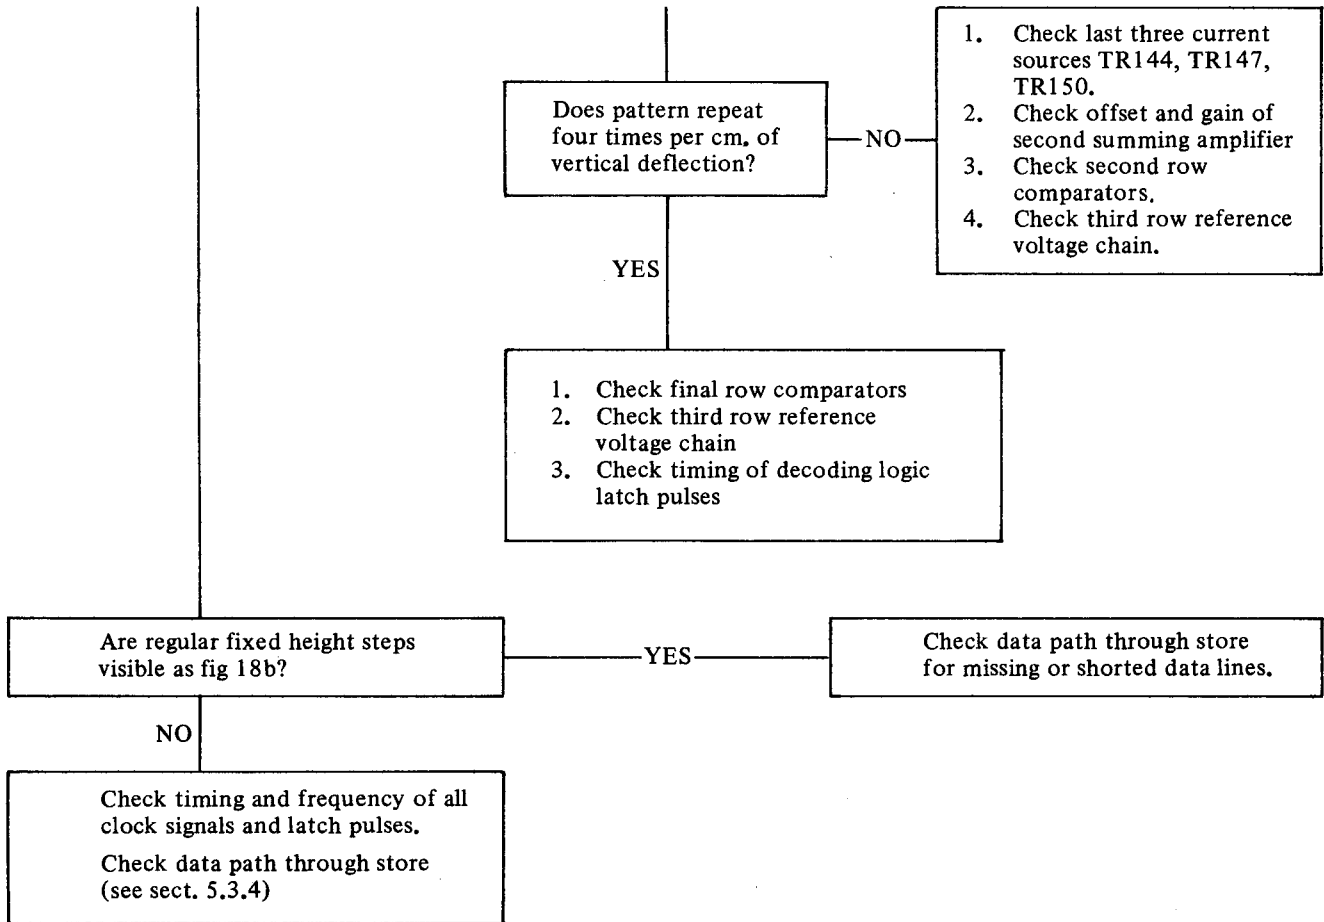 1. Check last three current
sources TR144, TR147,
TR150.
2. Check offset and gain of
second summing amplifier
3. Check second row
comparators.
4. Check third row reference
voltage chain.
Does pattern repeat
four times per cm. of
vertical deflection?
NO
YES
1. Check final row comparators
2. Check third row reference
voltage chain
3. Check timing of decoding logic
latch pulses
Are regular fixed height steps
visible as fig 18b?
YES
Check data path through store
for missing or shorted data lines.
NO
Check timing and frequency of all
clock signals and latch pulses.
Check data path through store
(see sect. 5.3.4)